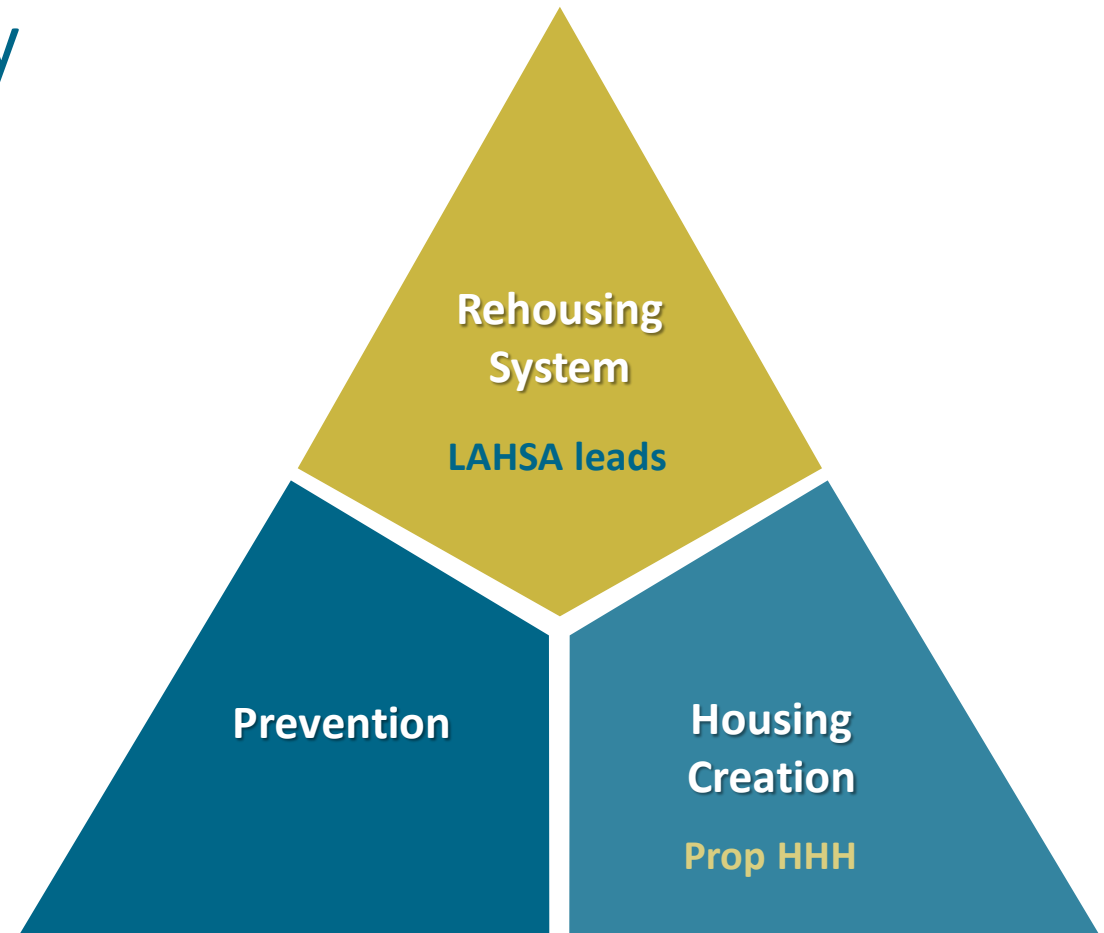 Rehousing
System
LAHSA leads
Prevention
Housing
Creation
Prop HHH